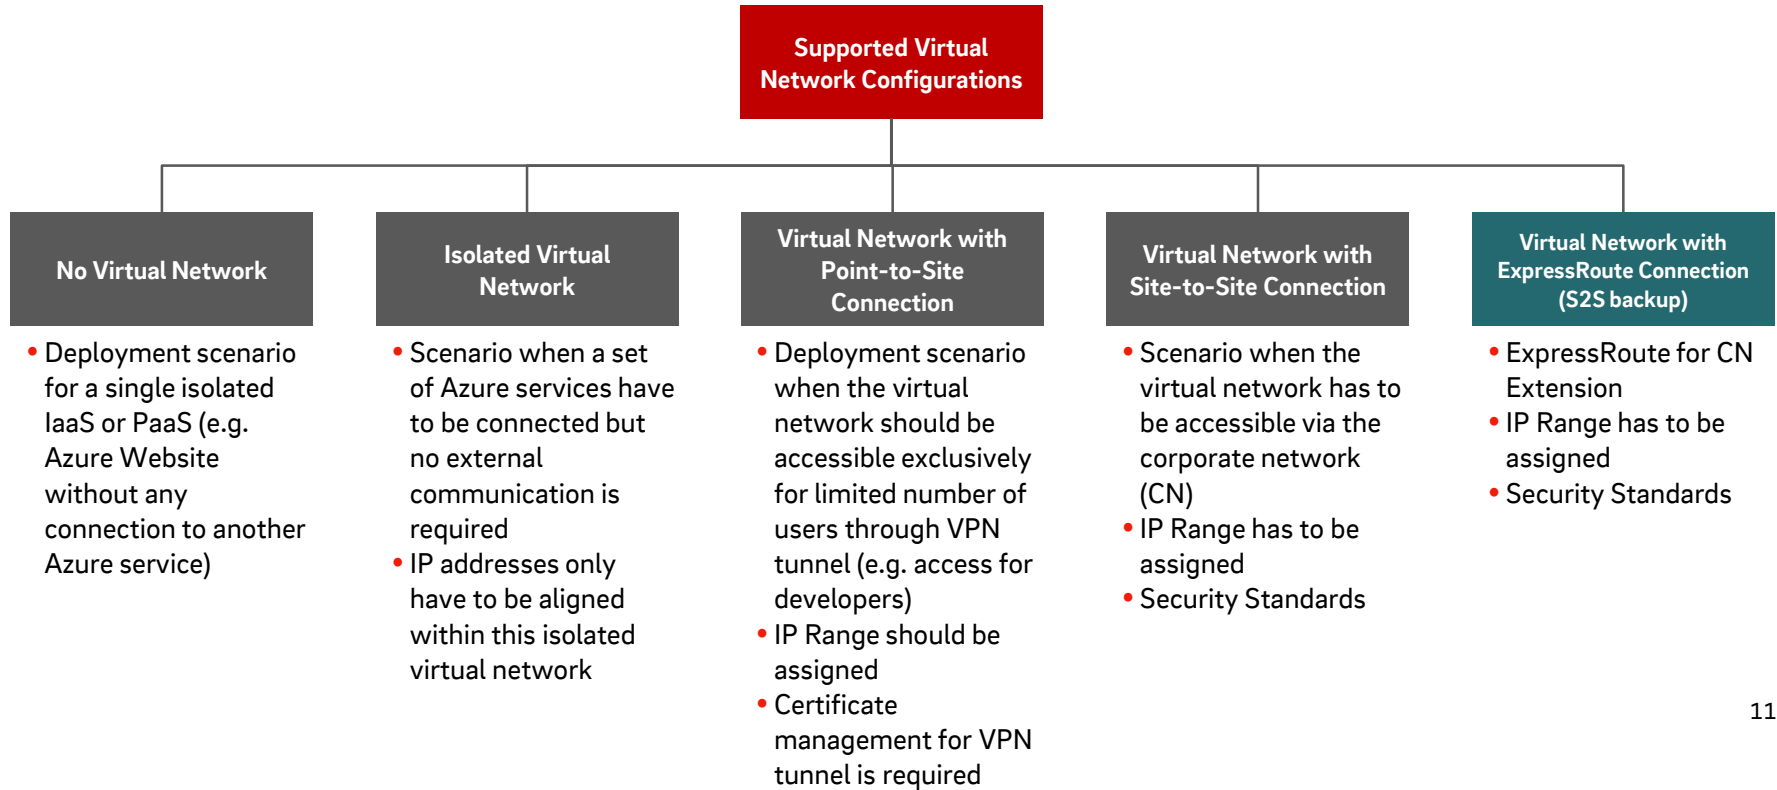 Supported Virtual
Network Configurations
No Virtual Network
• Deployment scenario
for a single isolated
IaaS or PaaS (e.g.
Azure Website
without any
connection to another
Azure service)
Isolated Virtual
Network
• Scenario when a set
of Azure services have
to be connected but
no external
communication is
required
• IP addresses only
have to be aligned
within this isolated
virtual network
Virtual Network with
Point-to-Site
Connection
• Deployment scenario
when the virtual
network should be
accessible exclusively
for limited number of
users through VPN
tunnel (e.g. access for
developers)
• IP Range should be
assigned
• Certificate
management for VPN
tunnel is required
Virtual Network with
Site-to-Site Connection
• Scenario when the
virtual network has to
be accessible via the
corporate network
(CN)
• IP Range has to be
assigned
• Security Standards
Virtual Network with
ExpressRoute Connection
(S2S backup)
• ExpressRoute for CN
Extension
• IP Range has to be
assigned
• Security Standards
11